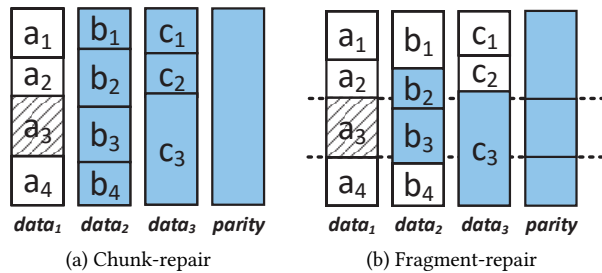 a₁ b₁ c₁
a₂ b₂ c₂
a₃ b₃ c₃
a₄ b₄
data₁ data₂ data₃ parity
(a) Chunk-repair
a₁ b₁ c₁
a₂ b₂ c₂
a₃ b₃ c₃
a₄ b₄
data₁ data₂ data₃ parity
(b) Fragment-repair